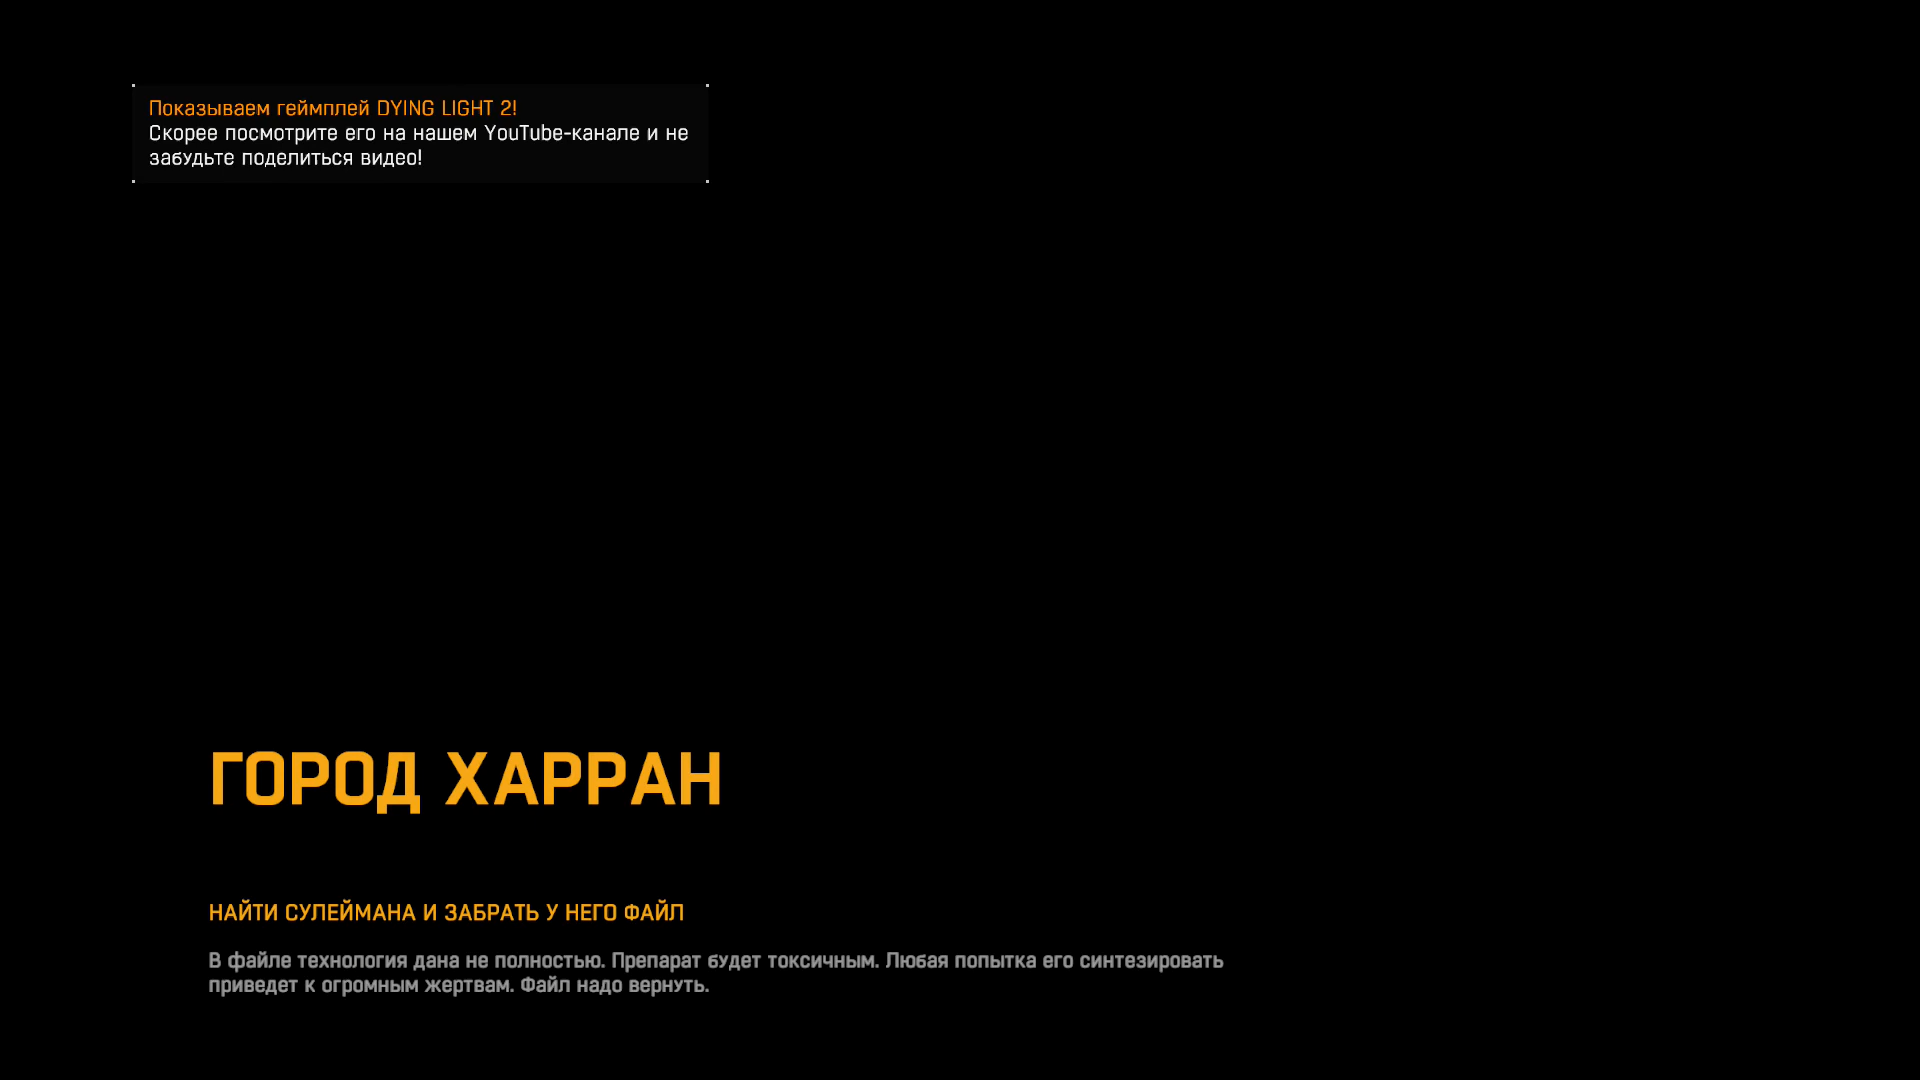 Показываем геймплей DYING LIGHT 2!
Скорее посмотрите его на нашем YouTube-канале и не
забудьте поделиться видео!
ГОРОД ХАРРАН
НАЙТИ СУЛЕЙМАНА И ЗАБРАТЬ У НЕГО ФАЙЛ
В файле технология дана не полностью. Препарат будет токсичным. Любая попытка его синтезировать
приведет к огромным жертвам. Файл надо вернуть.